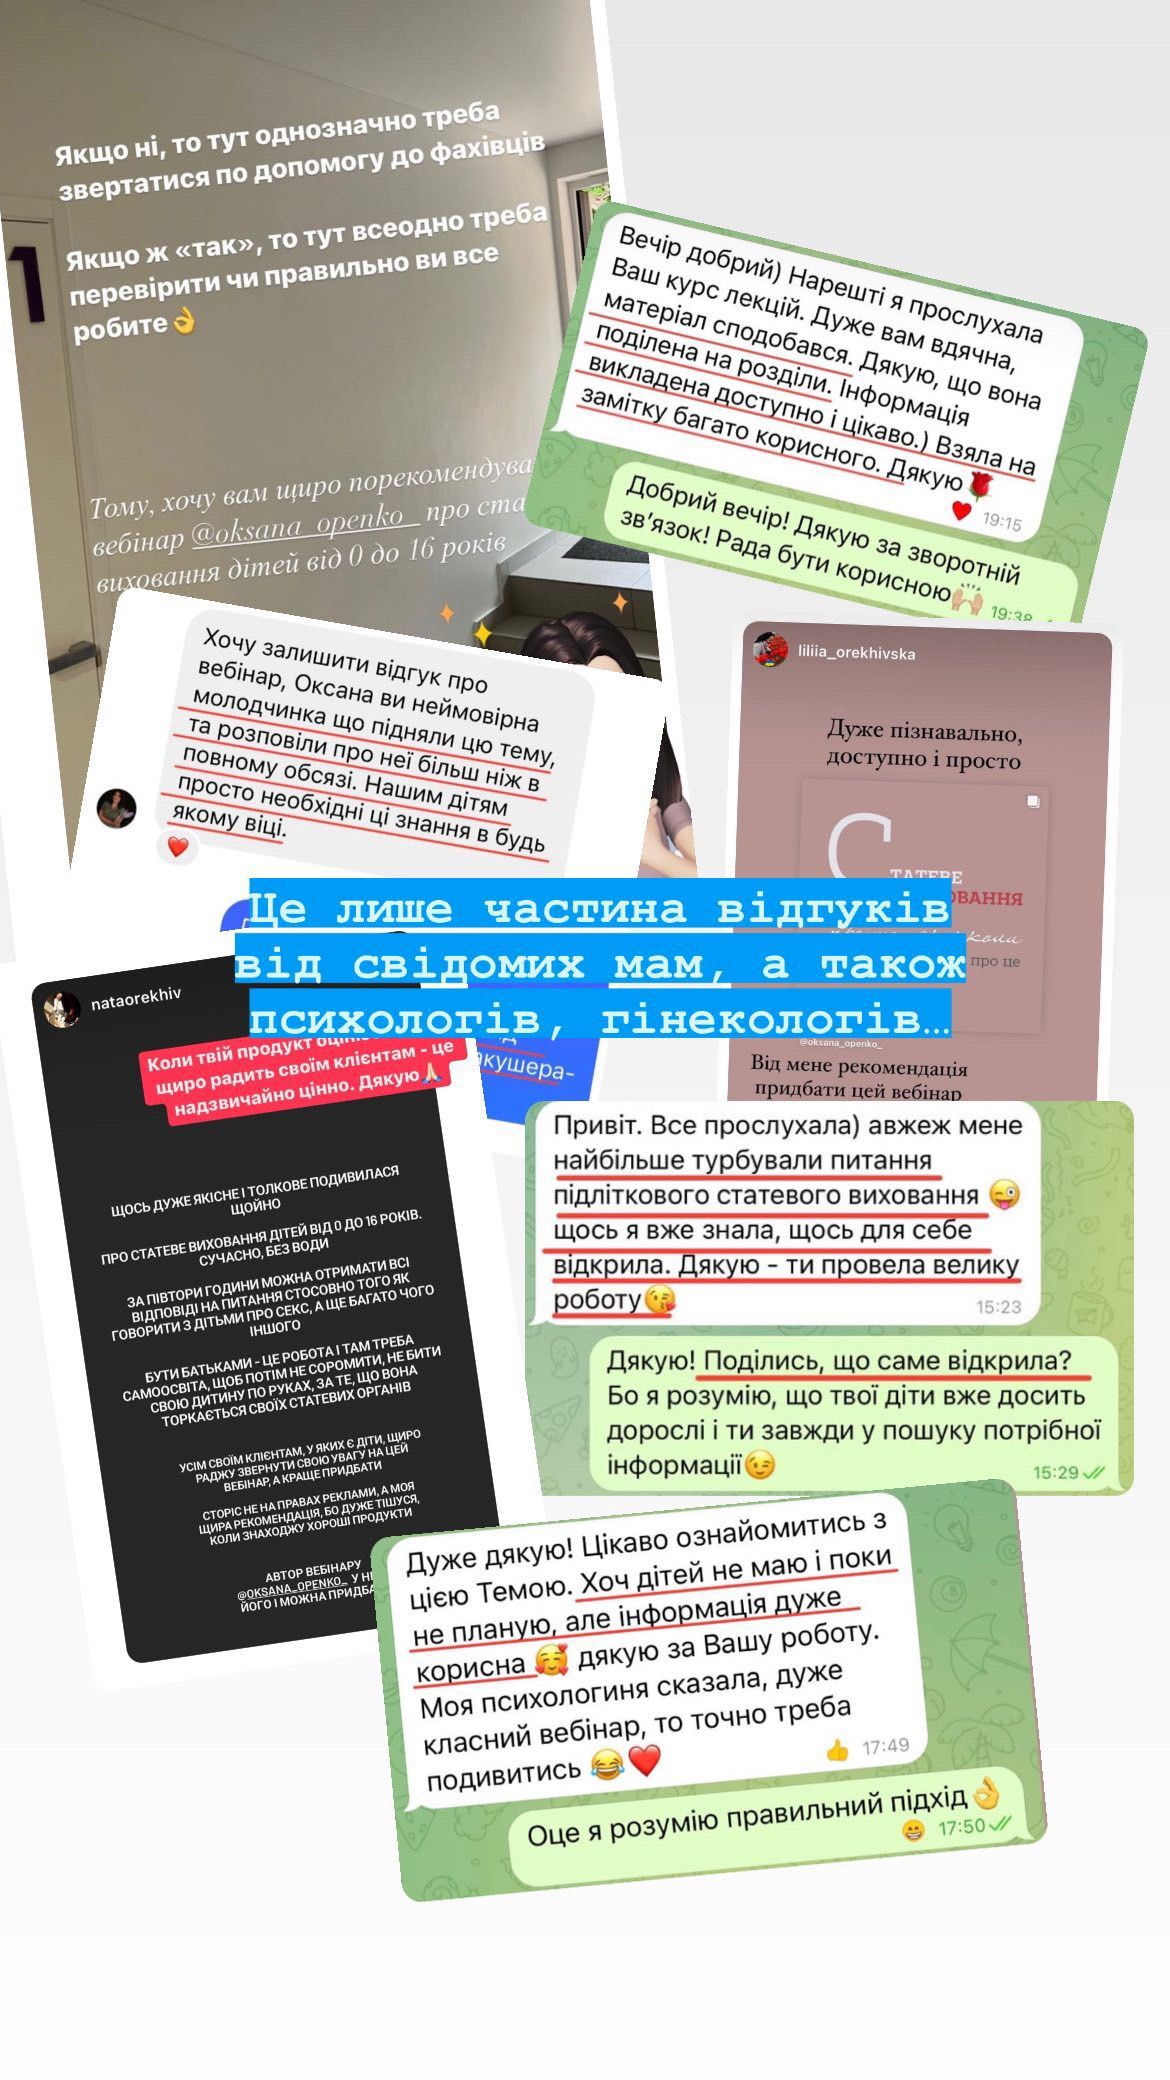 Якщо ні, то тут однозначно треба
звертатися по допомогу до фахівців
Якщо ж «так», то тут всеодно треба
перевірити чи правильно ви все
робите👌
1
Тому, хочу вам щиро порекомендува
вебінар @oksana_openko_ про ста
виховання дітей від 0 до 16 років
Вечір добрий) Нарешті я прослухала
Ваш курс лекцій. Дуже вам вдячна,
матеріал сподобався. Дякую, що вона
поділена на розділи. Інформація
викладена доступно і цікаво.) Взяла на
замітку багато корисного. Дякую🌹
❤️ 19:15
Добрий вечір! Дякую за зворотній
зв’язок! Рада бути корисною🙌🏼
19:38
Хочу залишити відгук про
вебінар, Оксана ви неймовірна
молодчинка що підняли цю тему,
та розповіли про неї більш ніж в
повному обсязі. Нашим дітям
просто необхідні ці знання в будь
якому віці.
❤️
liliia_orekhivska
Дуже пізнавально,
доступно і просто
С
ТАТЕВЕ
ОВАННЯ
про це
@oksana_openko_
Від мене рекомендація
придбати цей вебінар
Це лише частина відгуків
від свідомих мам, а також
психологів, гінекологів…
акушера-
nataorekhiv
Коли твій продукт оціню
щиро радить своїм клієнтам - це
надзвичайно цінно. Дякую🙏🏻
ЩОСЬ ДУЖЕ ЯКІСНЕ І ТОЛКОВЕ ПОДИВИЛАСЯ
ЩОЙНО
ПРО СТАТЕВЕ ВИХОВАННЯ ДІТЕЙ ВІД 0 ДО 16 РОКІВ.
СУЧАСНО, БЕЗ ВОДИ
ЗА ПІВТОРИ ГОДИНИ МОЖНА ОТРИМАТИ ВСІ
ВІДПОВІДІ НА ПИТАННЯ СТОСОВНО ТОГО ЯК
ГОВОРИТИ З ДІТЬМИ ПРО СЕКС, А ЩЕ БАГАТО ЧОГО
ІНШОГО
БУТИ БАТЬКАМИ - ЦЕ РОБОТА І ТАМ ТРЕБА
САМООСВІТА, ЩОБ ПОТІМ НЕ СОРОМИТИ, НЕ БИТИ
СВОЮ ДИТИНУ ПО РУКАХ, ЗА ТЕ, ЩО ВОНА
ТОРКАЄТЬСЯ СВОЇХ СТАТЕВИХ ОРГАНІВ
УСІМ СВОЇМ КЛІЄНТАМ, У ЯКИХ Є ДІТИ, ЩИРО
РАДЖУ ЗВЕРНУТИ СВОЮ УВАГУ НА ЦЕЙ
ВЕБІНАР, А КРАЩЕ ПРИДБАТИ
СТОРІС НЕ НА ПРАВАХ РЕКЛАМИ, А МОЯ
ЩИРА РЕКОМЕНДАЦІЯ, БО ДУЖЕ ТІШУСЯ,
КОЛИ ЗНАХОДЖУ ХОРОШІ ПРОДУКТИ
АВТОР ВЕБІНАРУ
@OKSANA_OPENKO_ У НЕ
ЙОГО І МОЖНА ПРИДБА
Привіт. Все прослухала) авжеж мене
найбільше турбували питання
підліткового статевого виховання 😜
щось я вже знала, щось для себе
відкрила. Дякую - ти провела велику
роботу😘
15:23
Дякую! Поділись, що саме відкрила?
Бо я розумію, що твої діти вже досить
дорослі і ти завжди у пошуку потрібної
інформації😉
15:29
Дуже дякую! Цікаво ознайомитись з
цією Темою. Хоч дітей не маю і поки
не планую, але інформація дуже
корисна 🥰 дякую за Вашу роботу.
Моя психологиня сказала, дуже
класний вебінар, то точно треба
подивитись 😂❤️
👍 17:49
Оце я розумію правильний підхід👌
😁 17:50